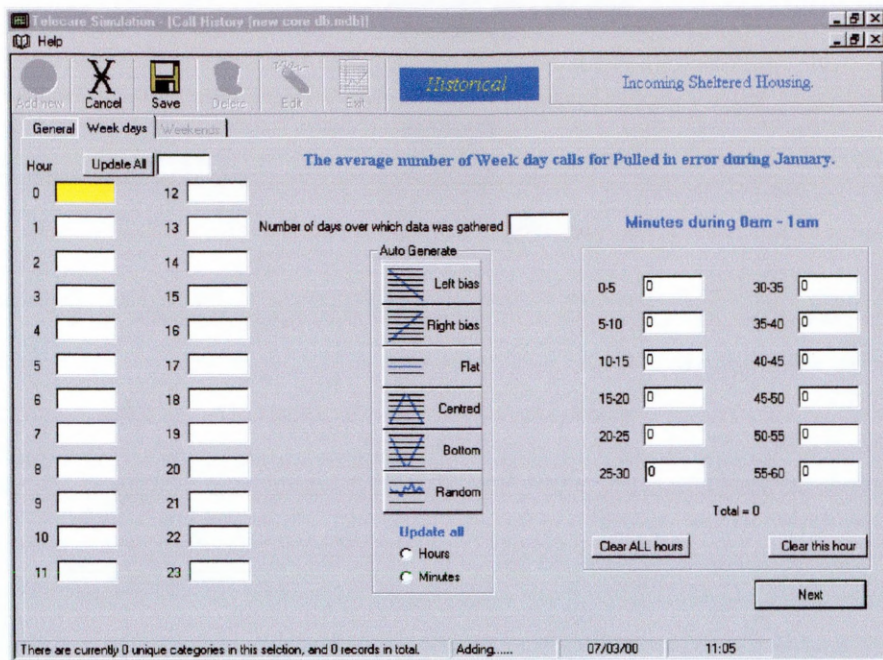 Telecare Simulation - [Call History (new core db.mdb)]
Help
Add new Cancel Save Delete Edit Exit Historical Incoming Sheltered Housing.
General Week days Weekends
Hour Update All The average number of Week day calls for Pulled in error during January.
0 12
1 13 Number of days over which data was gathered Minutes during 0am - 1am
2 14 Auto Generate
3 15 Left bias 0-5 0 30-35 0
4 16 Right bias 5-10 0 35-40 0
5 17 Flat 10-15 0 40-45 0
6 18 Centred 15-20 0 45-50 0
7 19 Bottom 20-25 0 50-55 0
8 20 Random 25-30 0 55-60 0
9 21 Total = 0
10 22 Update all Clear ALL hours Clear this hour
Hours
11 23 Minutes
Next
There are currently 0 unique categories in this selction, and 0 records in total. Adding...... 07/03/00 11:05